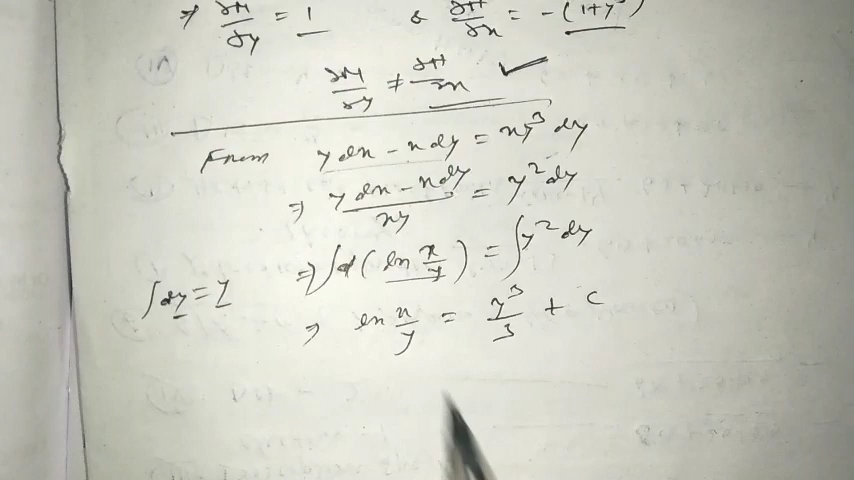 ⇒ ∂M/∂y = 1 & ∂N/∂x = -(1+y³)
∂M/∂y ≠ ∂N/∂x ✓
From y dx - x dy = xy³ dy
⇒ (y dx - x dy)/xy = y² dy
⇒ ∫d(ln x/y) = ∫y² dy
∫dy = y
⇒ ln x/y = y³/3 + c